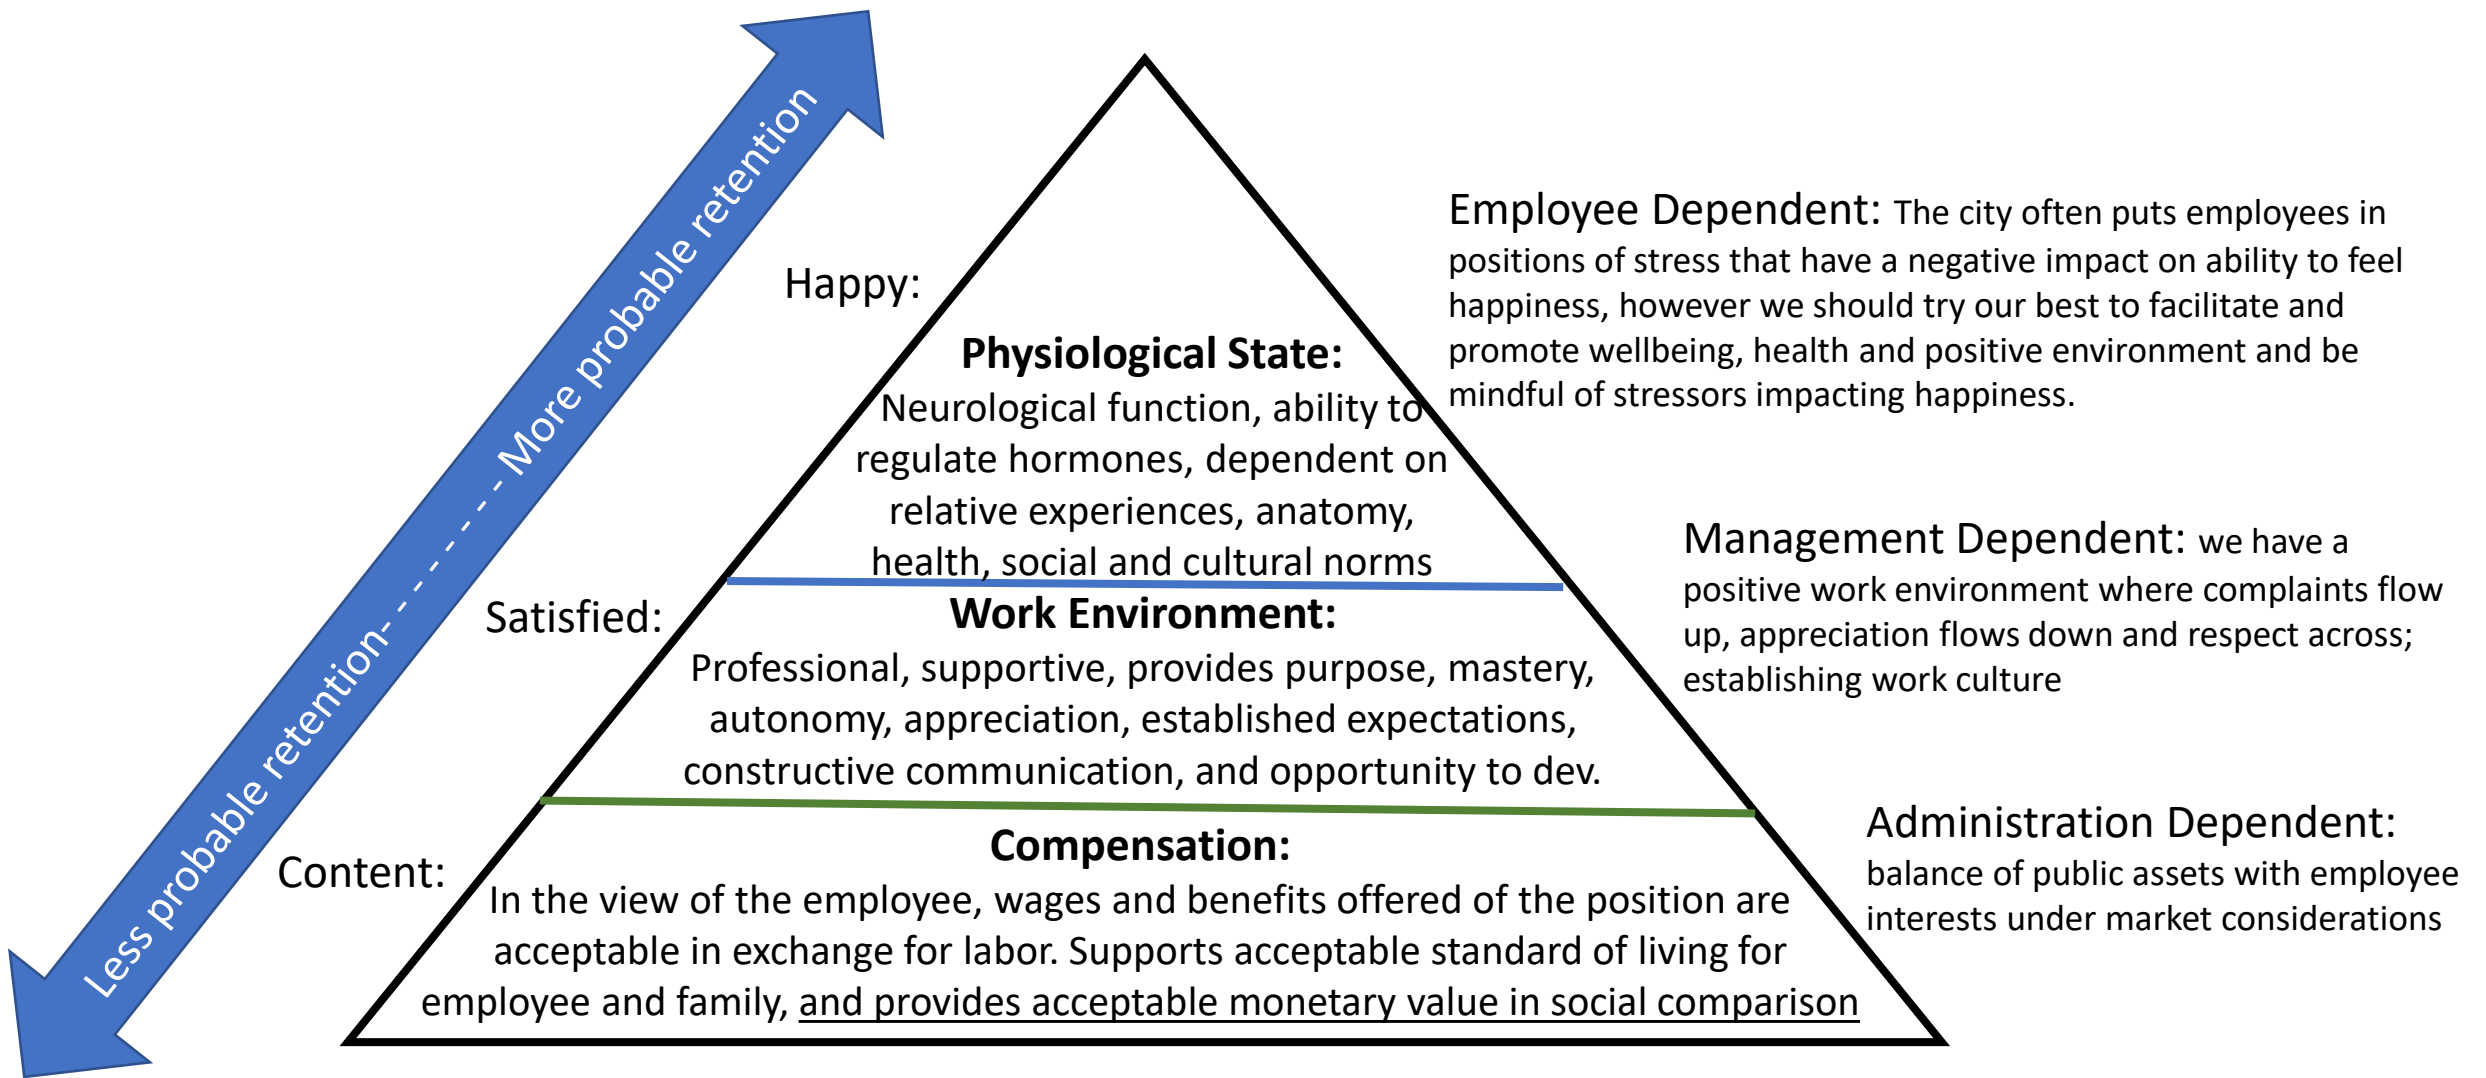 Less probable retention- - - - - - - - - More probable retention
Happy:
Physiological State:
Neurological function, ability to
regulate hormones, dependent on
relative experiences, anatomy,
health, social and cultural norms
Employee Dependent: The city often puts employees in
positions of stress that have a negative impact on ability to feel
happiness, however we should try our best to facilitate and
promote wellbeing, health and positive environment and be
mindful of stressors impacting happiness.
Satisfied:
Work Environment:
Professional, supportive, provides purpose, mastery,
autonomy, appreciation, established expectations,
constructive communication, and opportunity to dev.
Management Dependent: we have a
positive work environment where complaints flow
up, appreciation flows down and respect across;
establishing work culture
Content:
Compensation:
In the view of the employee, wages and benefits offered of the position are
acceptable in exchange for labor. Supports acceptable standard of living for
employee and family, and provides acceptable monetary value in social comparison
Administration Dependent:
balance of public assets with employee
interests under market considerations